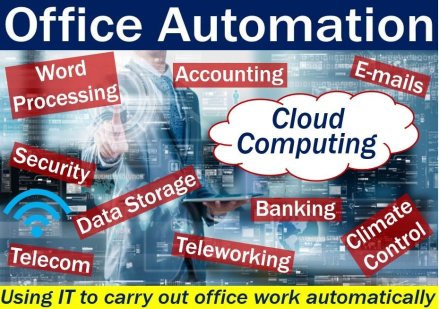 Office Automation
Word
Processing
Accounting
E-mails
Cloud
Computing
Security
Data Storage
Banking
Climate
Control
Telecom
Teleworking
Using IT to carry out office work automatically